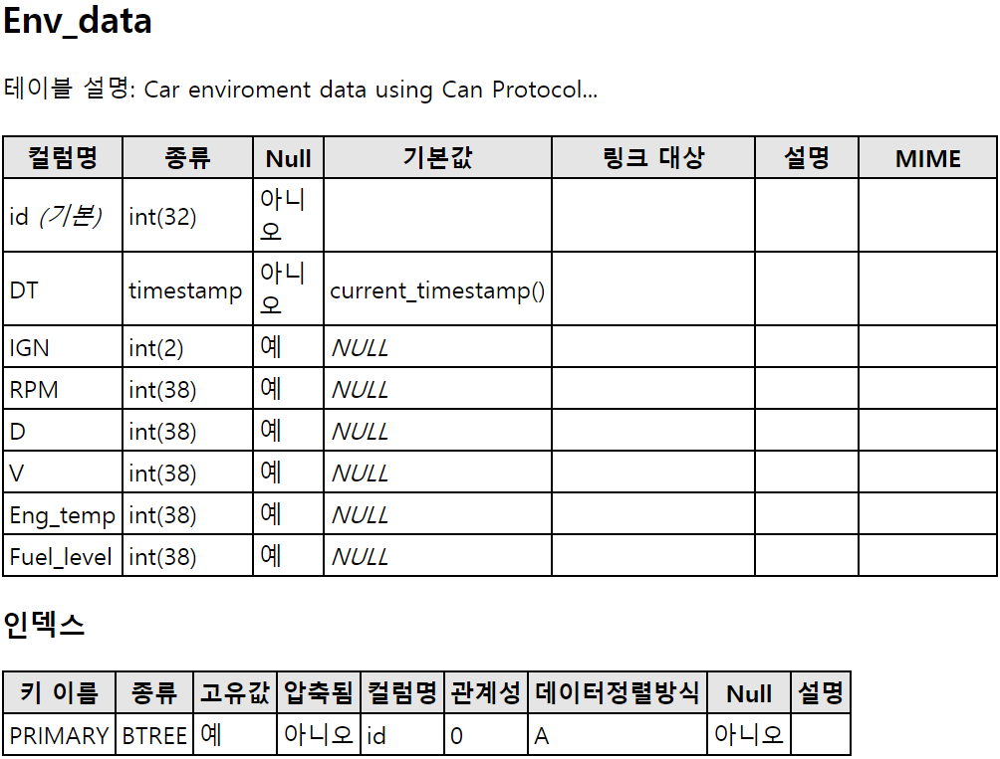 Env_data
테이블 설명: Car enviroment data using Can Protocol...
컬럼명 종류 Null 기본값 링크 대상 설명 MIME
id (기본) int(32) 아니오
DT timestamp 아니오 current_timestamp()
IGN int(2) 예 NULL
RPM int(38) 예 NULL
D int(38) 예 NULL
V int(38) 예 NULL
Eng_temp int(38) 예 NULL
Fuel_level int(38) 예 NULL
인덱스
키 이름 종류 고유값 압축됨 컬럼명 관계성 데이터정렬방식 Null 설명
PRIMARY BTREE 예 아니오 id 0 A 아니오